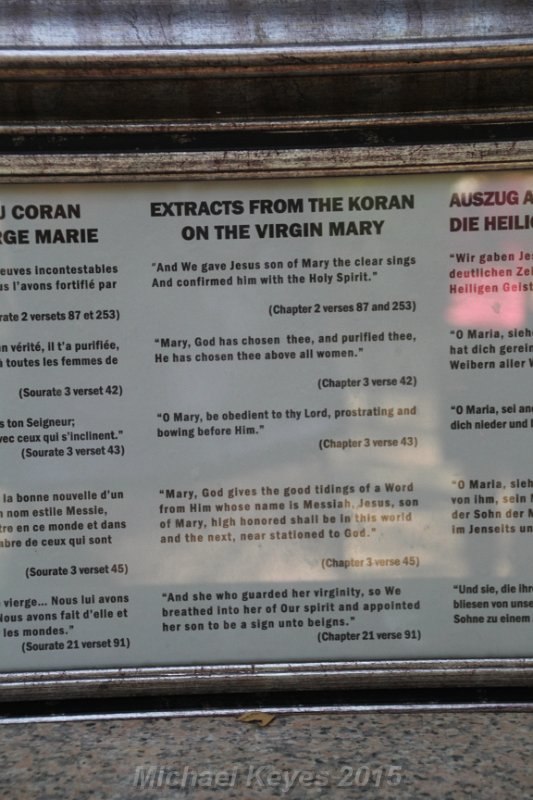 J CORAN
RGE MARIE
euves incontestables
us l'avons fortifié par
rate 2 versets 87 et 253)
n vérité, il t'a purifiée,
à toutes les femmes de
(Sourate 3 verset 42)
s ton Seigneur;
vec ceux qui s'inclinent."
(Sourate 3 verset 43)
la bonne nouvelle d'un
n nom estile Messie,
tre en ce monde et dans
mbre de ceux qui sont
(Sourate 3 verset 45)
vierge... Nous lui avons
Nous avons fait d'elle et
les mondes."
(Sourate 21 verset 91)
EXTRACTS FROM THE KORAN
ON THE VIRGIN MARY
"And We gave Jesus son of Mary the clear sings
And confirmed him with the Holy Spirit."
(Chapter 2 verses 87 and 253)
"Mary, God has chosen thee, and purified thee,
He has chosen thee above all women."
(Chapter 3 verse 42)
"O Mary, be obedient to thy Lord, prostrating and
bowing before Him."
(Chapter 3 verse 43)
"Mary, God gives the good tidings of a Word
from Him whose name is Messiah, Jesus, son
of Mary, high honored shall be in this world
and the next, near stationed to God."
(Chapter 3 verse 45)
"And she who guarded her virginity, so We
breathed into her of Our spirit and appointed
her son to be a sign unto beigns."
(Chapter 21 verse 91)
AUSZUG A
DIE HEILIG
"Wir gaben Jes
deutlichen Zei
Heiligen Geist
"O Maria, siehe
hat dich gerein
Weibern aller W
"O Maria, sei an
dich nieder und b
"O Maria, sieh
von ihm, sein N
der Sohn der M
im Jenseits un
"Und sie, die ihre
bliesen von unse
Sohne zu einem
Michael Keyes 2015